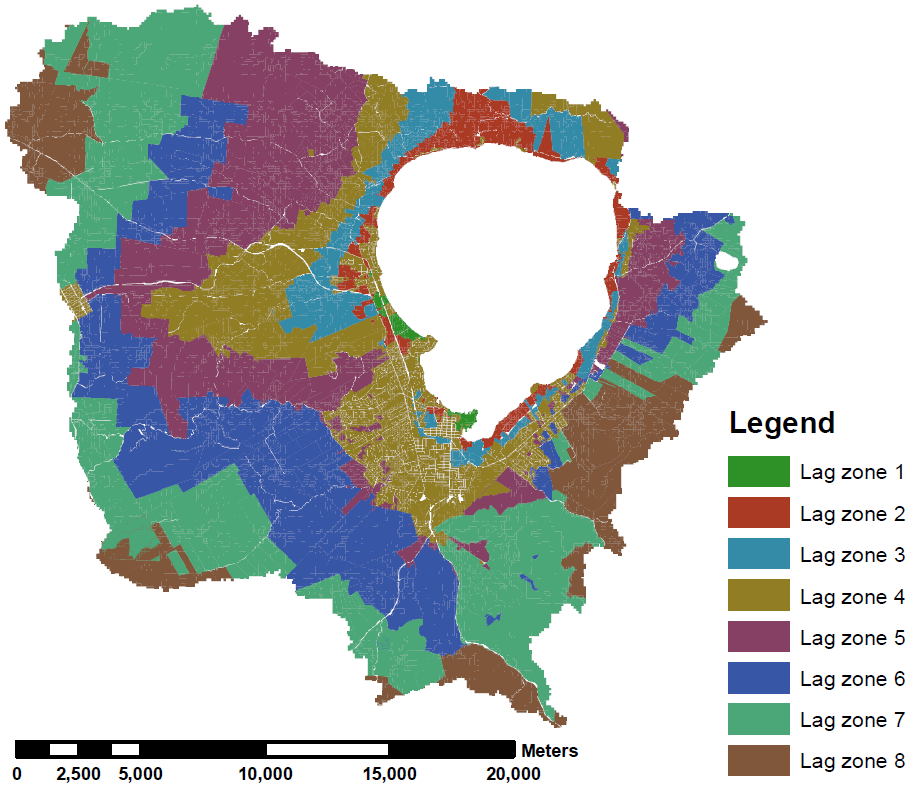 Legend
Lag zone 1
Lag zone 2
Lag zone 3
Lag zone 4
Lag zone 5
Lag zone 6
Lag zone 7
Lag zone 8
Meters
0 2,500 5,000 10,000 15,000 20,000